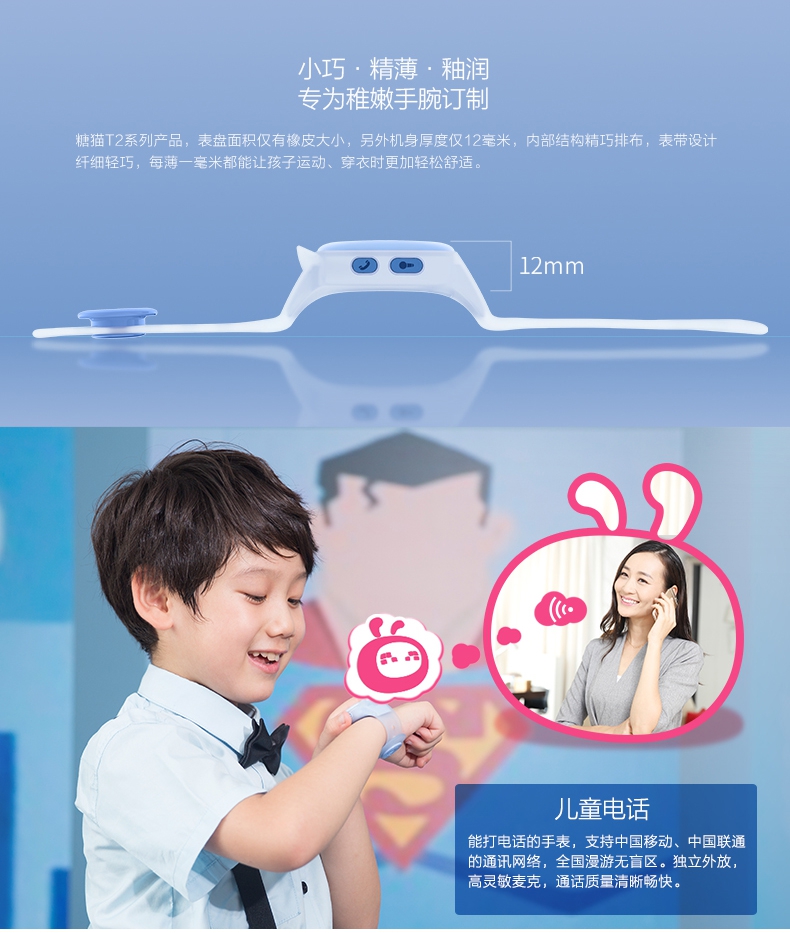 小巧·精薄·釉润
专为稚嫩手腕订制
糖猫T2系列产品，表盘面积仅有橡皮大小，另外机身厚度仅12毫米，内部结构精巧排布，表带设计
纤细轻巧，每薄一毫米都能让孩子运动、穿衣时更加轻松舒适。
12mm
儿童电话
能打电话的手表，支持中国移动、中国联通
的通讯网络，全国漫游无盲区。独立外放，
高灵敏麦克，通话质量清晰畅快。